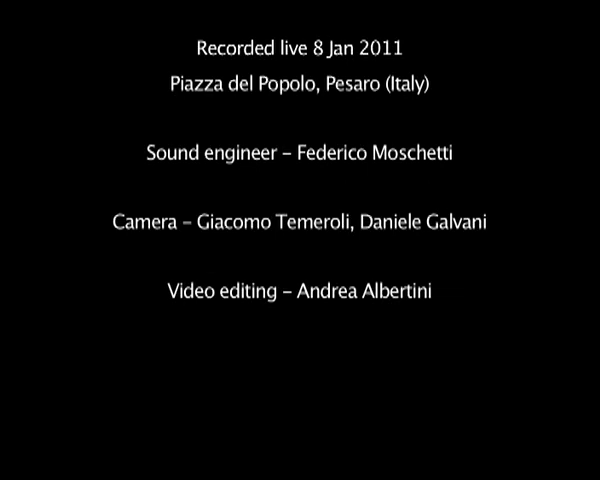 Recorded live 8 Jan 2011
Piazza del Popolo, Pesaro (Italy)
Sound engineer – Federico Moschetti
Camera – Giacomo Temeroli, Daniele Galvani
Video editing – Andrea Albertini